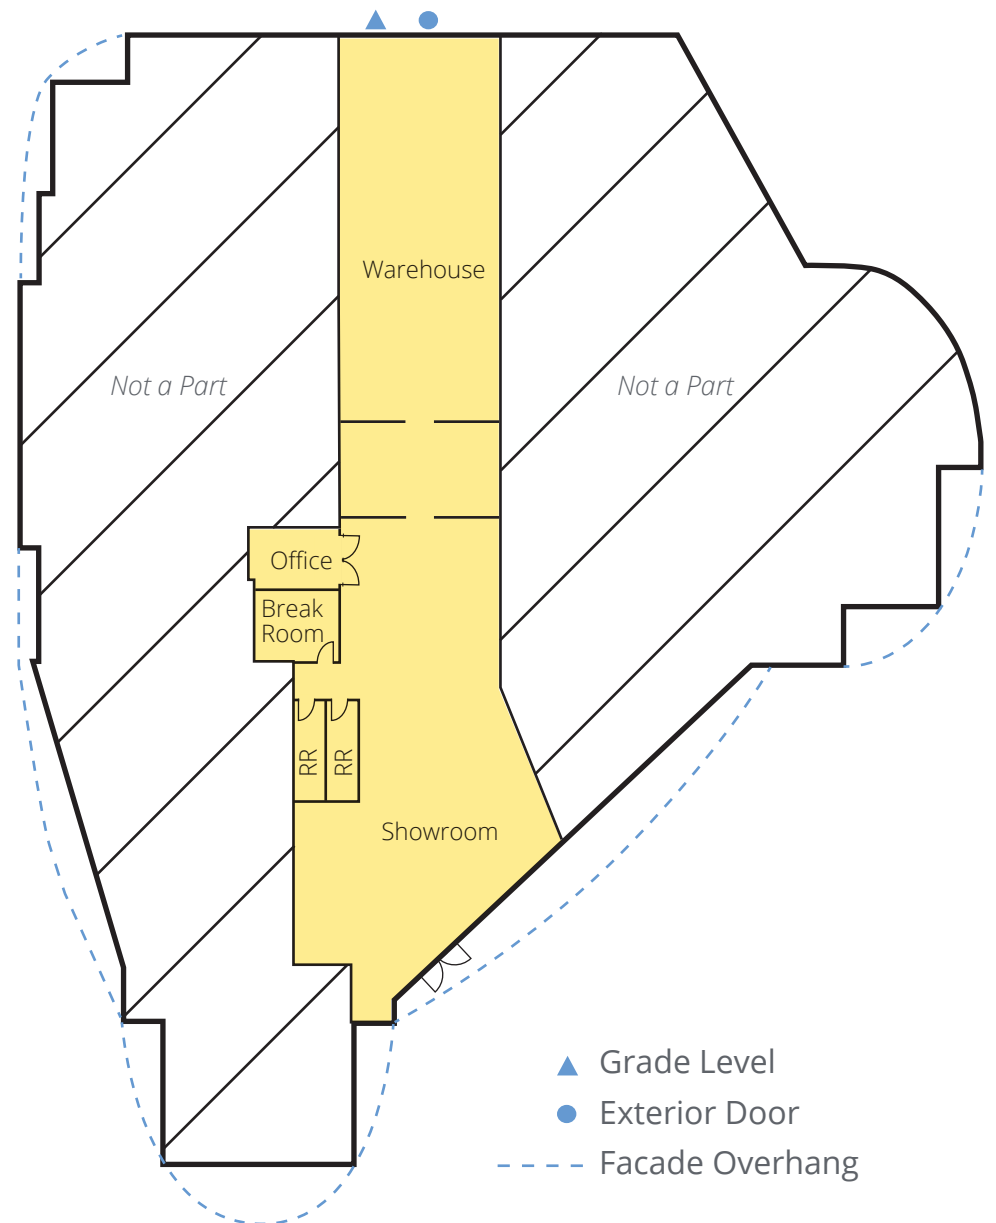 Warehouse
Not a Part
Not a Part
Office
Break
Room
RR
RR
Showroom
Grade Level
Exterior Door
Facade Overhang